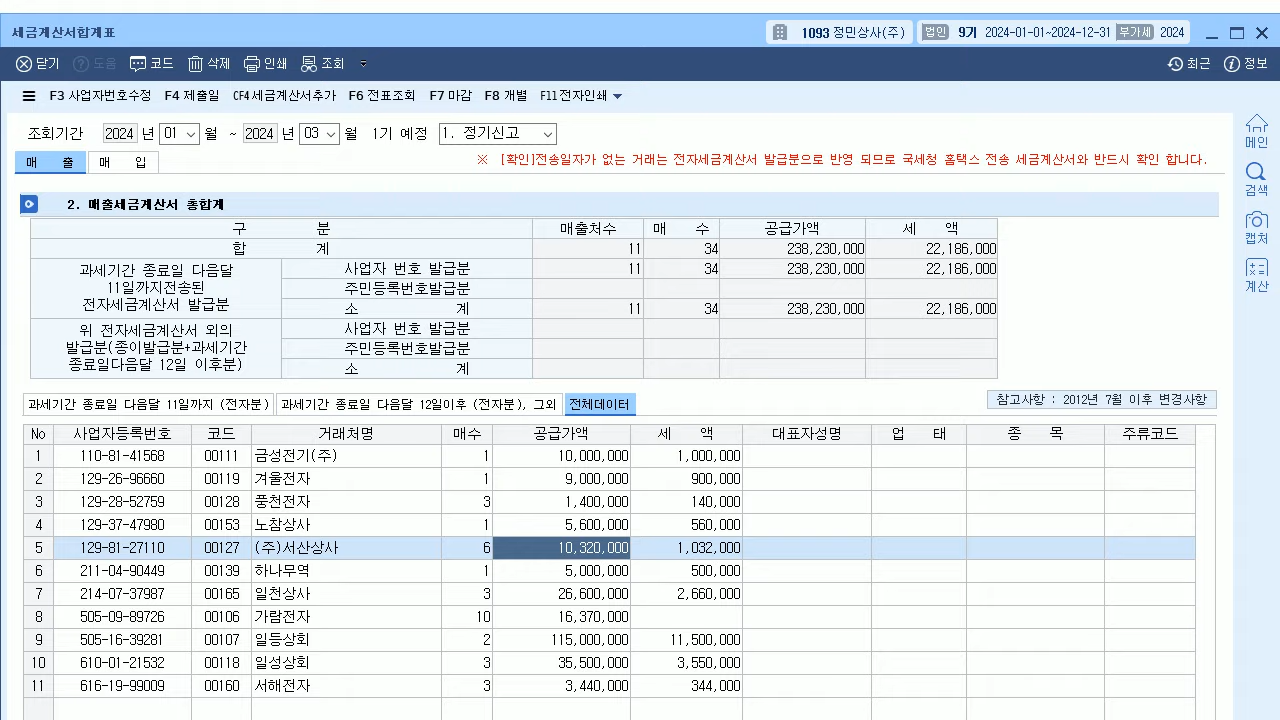 세금계산서합계표 1093 정민상사(주) 법인 9기 2024-01-01~2024-12-31 부가세 2024
닫기 도움 코드 삭제 인쇄 조회 최근 정보
F3 사업자번호수정 F4 제출일 CF4세금계산서추가 F6 전표조회 F7 마감 F8 개별 F11전자인쇄
조회기간 2024 년 01 월 ~ 2024 년 03 월 1기 예정 1. 정기신고
매 출 매 입 ※ [확인]전송일자가 없는 거래는 전자세금계산서 발급분으로 반영 되므로 국세청 홈택스 전송 세금계산서와 반드시 확인 합니다.
메인
검색
캡처
계산
2. 매출세금계산서 총합계
구 분 매출처수 매 수 공급가액 세 액
합 계 11 34 238,230,000 22,186,000
과세기간 종료일 다음달
11일까지전송된
전자세금계산서 발급분
사업자 번호 발급분 11 34 238,230,000 22,186,000
주민등록번호발급분
소 계 11 34 238,230,000 22,186,000
위 전자세금계산서 외의
발급분(종이발급분+과세기간
종료일다음달 12일 이후분)
사업자 번호 발급분
주민등록번호발급분
소 계
과세기간 종료일 다음달 11일까지 (전자분) 과세기간 종료일 다음달 12일이후 (전자분), 그외 전체데이터 참고사항 : 2012년 7월 이후 변경사항
No 사업자등록번호 코드 거래처명 매수 공급가액 세 액 대표자성명 업 태 종 목 주류코드
1 110-81-41568 00111 금성전기(주) 1 10,000,000 1,000,000
2 129-26-96660 00119 겨울전자 1 9,000,000 900,000
3 129-28-52759 00128 풍천전자 3 1,400,000 140,000
4 129-37-47980 00153 노참상사 1 5,600,000 560,000
5 129-81-27110 00127 (주)서산상사 6 10,320,000 1,032,000
6 211-04-90449 00139 하나무역 1 5,000,000 500,000
7 214-07-37987 00165 일천상사 3 26,600,000 2,660,000
8 505-09-89726 00106 가람전자 10 16,370,000
9 505-16-39281 00107 일등상회 2 115,000,000 11,500,000
10 610-01-21532 00118 일성상회 3 35,500,000 3,550,000
11 616-19-99009 00160 서해전자 3 3,440,000 344,000